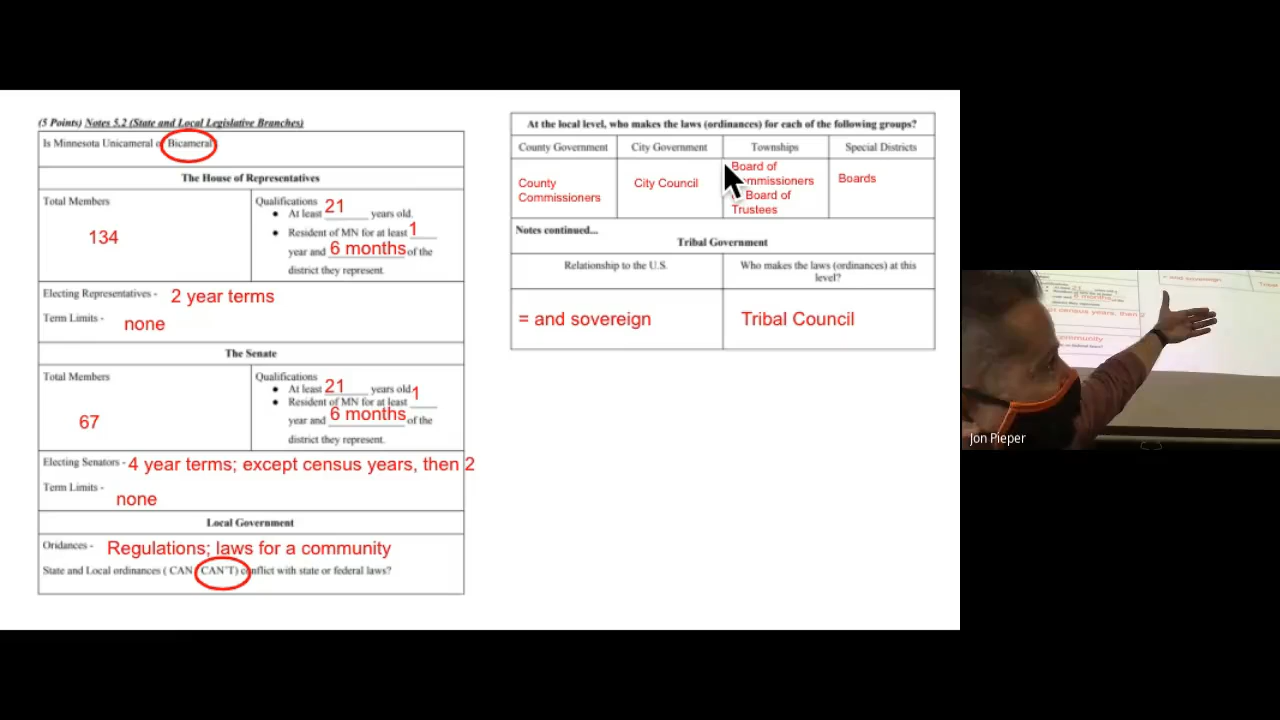 (5 Points) Notes 5.2 (State and Local Legislative Branches)
Is Minnesota Unicameral Bicameral
The House of Representatives
Total Members
134
Qualifications
● At least 21 years old.
● Resident of MN for at least 1
year and 6 months of the
district they represent.
Electing Representatives - 2 year terms
Term Limits - none
The Senate
Total Members
67
Qualifications
● At least 21 years old.
● Resident of MN for at least 1
year and 6 months of the
district they represent.
Electing Senators - 4 year terms; except census years, then 2
Term Limits -
none
Local Government
Oridances - Regulations; laws for a community
State and Local ordinances ( CAN CAN'T) conflict with state or federal laws?
At the local level, who makes the laws (ordinances) for each of the following groups?
County Government City Government Townships Special Districts
County
Commissioners
City Council
Board of
Board of
Trustees
Boards
Notes continued...
Tribal Government
Relationship to the U.S.
Who makes the laws (ordinances) at this
level?
= and sovereign
Tribal Council
6 months
Jon Pieper